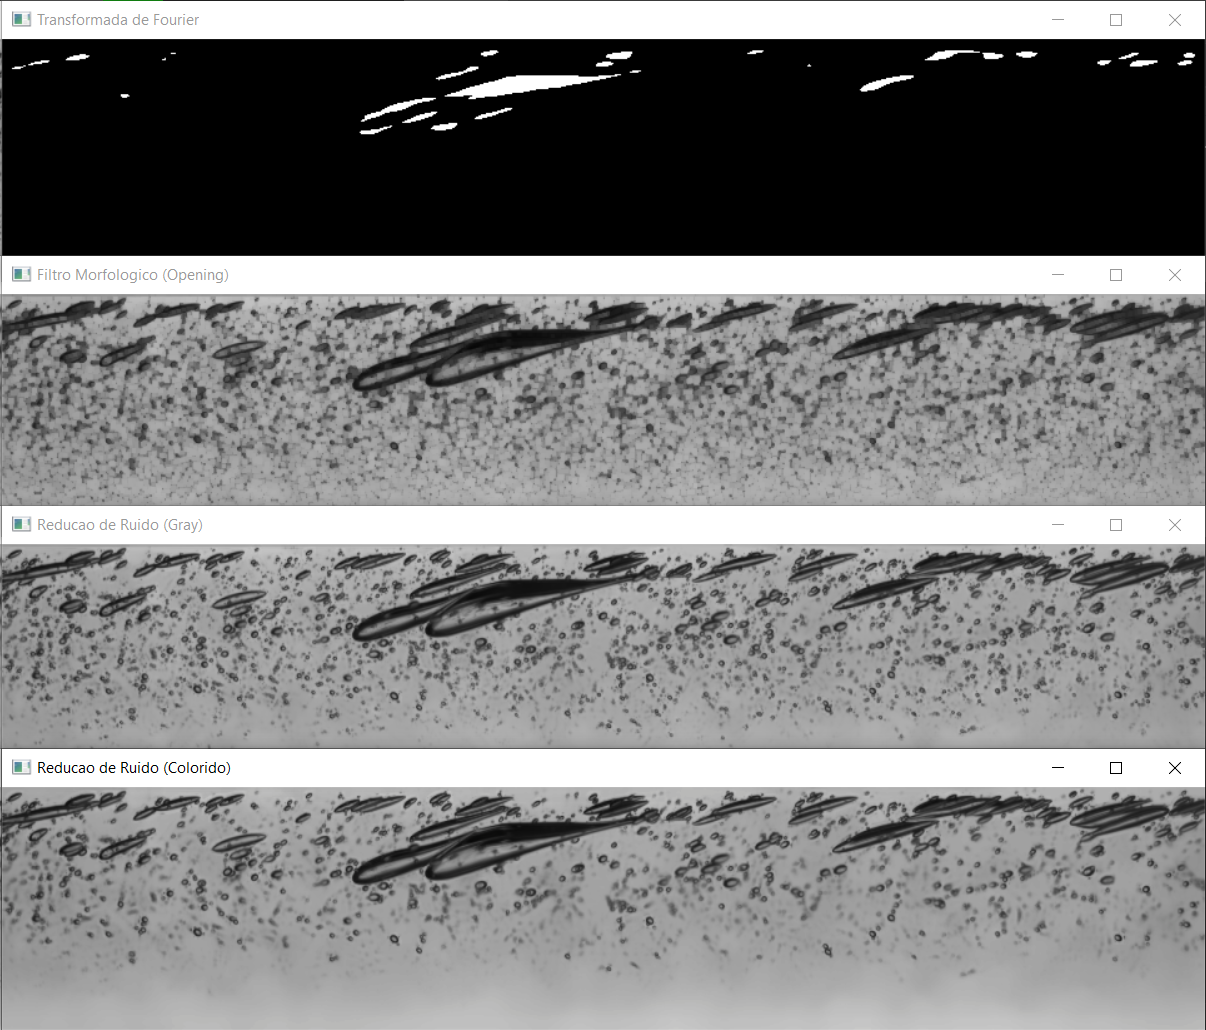 Transformada de Fourier
Filtro Morfologico (Opening)
Reducao de Ruido (Gray)
Reducao de Ruido (Colorido)